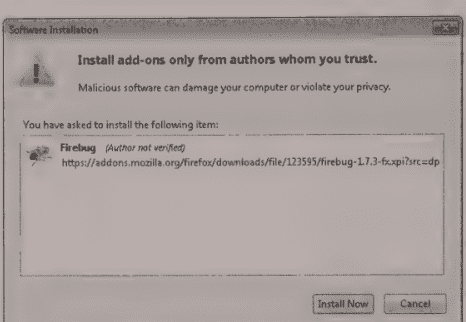 Software Installation
Install add-ons only from authors whom you trust.
Malicious software can damage your computer or violate your privacy.
You have asked to install the following item:
Firebug (Author not verified)
https://addons.mozilla.org/firefox/downloads/file/123595/firebug-1.7.3-fx.xpi?src=dp
Install Now Cancel